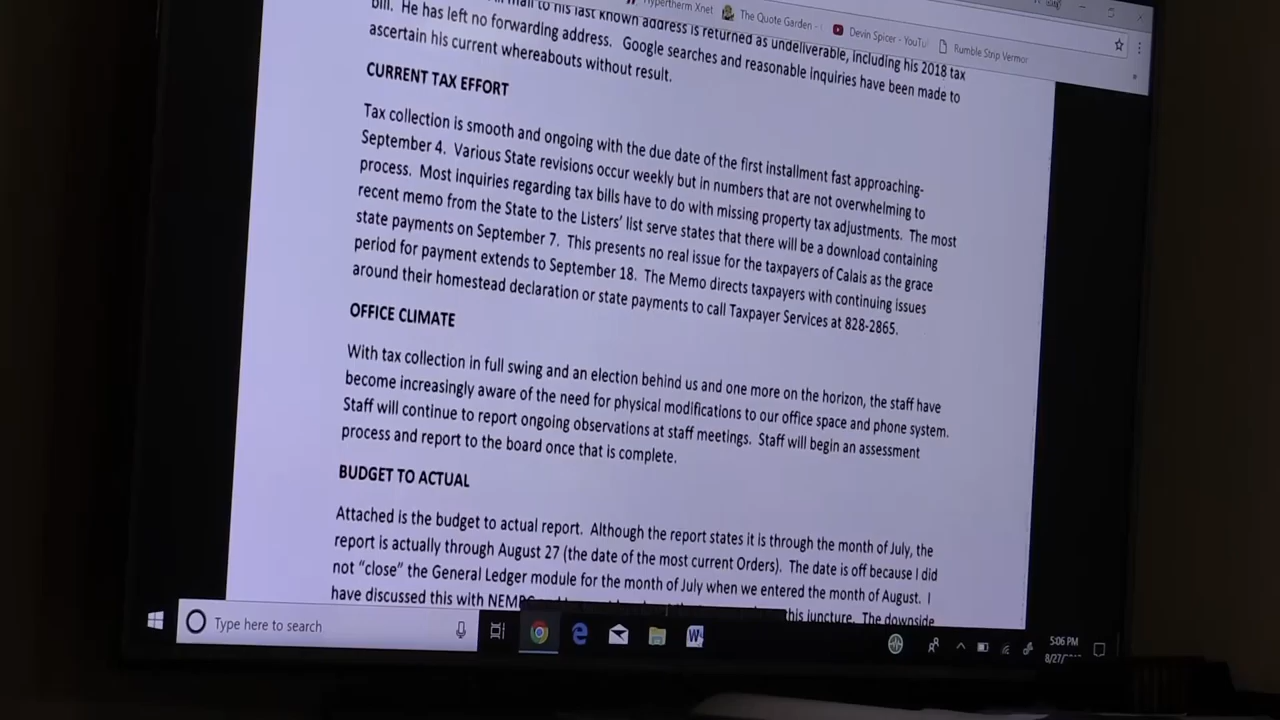 Hypertherm Xnet
The Quote Garden -
Devin Spicer - YouTu
Rumble Strip Vermor
mail to his last known address is returned as undeliverable, including his 2018 tax
bill. He has left no forwarding address. Google searches and reasonable inquiries have been made to
ascertain his current whereabouts without result.
CURRENT TAX EFFORT
Tax collection is smooth and ongoing with the due date of the first installment fast approaching-
September 4. Various State revisions occur weekly but in numbers that are not overwhelming to
process. Most inquiries regarding tax bills have to do with missing property tax adjustments. The most
recent memo from the State to the Listers' list serve states that there will be a download containing
state payments on September 7. This presents no real issue for the taxpayers of Calais as the grace
period for payment extends to September 18. The Memo directs taxpayers with continuing issues
around their homestead declaration or state payments to call Taxpayer Services at 828-2865.
OFFICE CLIMATE
With tax collection in full swing and an election behind us and one more on the horizon, the staff have
become increasingly aware of the need for physical modifications to our office space and phone system.
Staff will continue to report ongoing observations at staff meetings. Staff will begin an assessment
process and report to the board once that is complete.
BUDGET TO ACTUAL
Attached is the budget to actual report. Although the report states it is through the month of July, the
report is actually through August 27 (the date of the most current Orders). The date is off because I did
not "close" the General Ledger module for the month of July when we entered the month of August. I
have discussed this with NEMRC this juncture. The downside
Type here to search
W
5:06 PM
8/27/